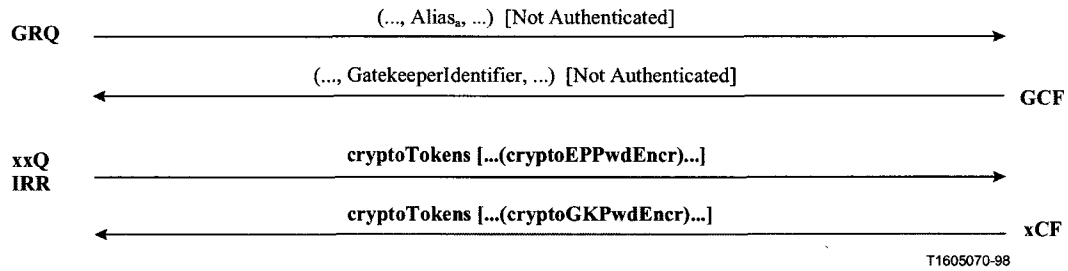 (..., Aliasₐ, ...) [Not Authenticated]
GRQ
(..., GatekeeperIdentifier, ...) [Not Authenticated]
GCF
xxQ
IRR
cryptoTokens [...(cryptoEPPwdEncr)...]
cryptoTokens [...(cryptoGKPwdEncr)...]
xCF
T1605070-98